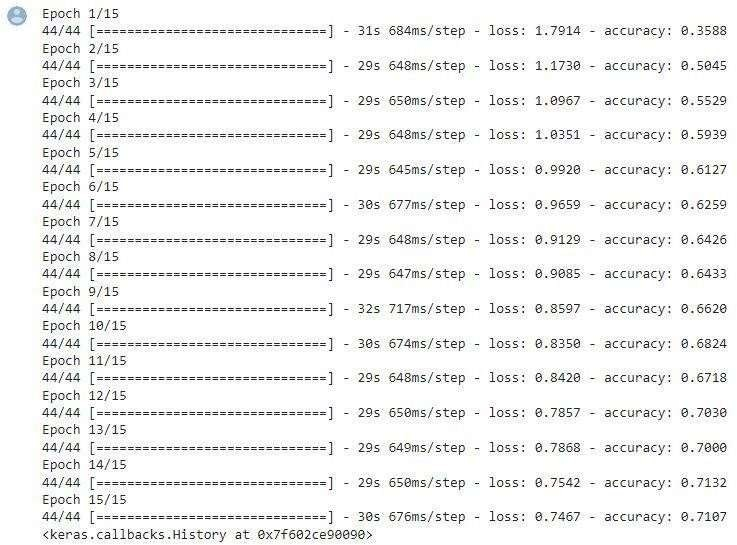 Epoch 1/15
44/44 [==============================] - 31s 684ms/step - loss: 1.7914 - accuracy: 0.3588
Epoch 2/15
44/44 [==============================] - 29s 648ms/step - loss: 1.1730 - accuracy: 0.5045
Epoch 3/15
44/44 [==============================] - 29s 650ms/step - loss: 1.0967 - accuracy: 0.5529
Epoch 4/15
44/44 [==============================] - 29s 648ms/step - loss: 1.0351 - accuracy: 0.5939
Epoch 5/15
44/44 [==============================] - 29s 645ms/step - loss: 0.9920 - accuracy: 0.6127
Epoch 6/15
44/44 [==============================] - 30s 677ms/step - loss: 0.9659 - accuracy: 0.6259
Epoch 7/15
44/44 [==============================] - 29s 648ms/step - loss: 0.9129 - accuracy: 0.6426
Epoch 8/15
44/44 [==============================] - 29s 647ms/step - loss: 0.9085 - accuracy: 0.6433
Epoch 9/15
44/44 [==============================] - 32s 717ms/step - loss: 0.8597 - accuracy: 0.6620
Epoch 10/15
44/44 [==============================] - 30s 674ms/step - loss: 0.8350 - accuracy: 0.6824
Epoch 11/15
44/44 [==============================] - 29s 648ms/step - loss: 0.8420 - accuracy: 0.6718
Epoch 12/15
44/44 [==============================] - 29s 650ms/step - loss: 0.7857 - accuracy: 0.7030
Epoch 13/15
44/44 [==============================] - 29s 649ms/step - loss: 0.7868 - accuracy: 0.7000
Epoch 14/15
44/44 [==============================] - 29s 650ms/step - loss: 0.7542 - accuracy: 0.7132
Epoch 15/15
44/44 [==============================] - 30s 676ms/step - loss: 0.7467 - accuracy: 0.7107
<keras.callbacks.History at 0x7f602ce90090>